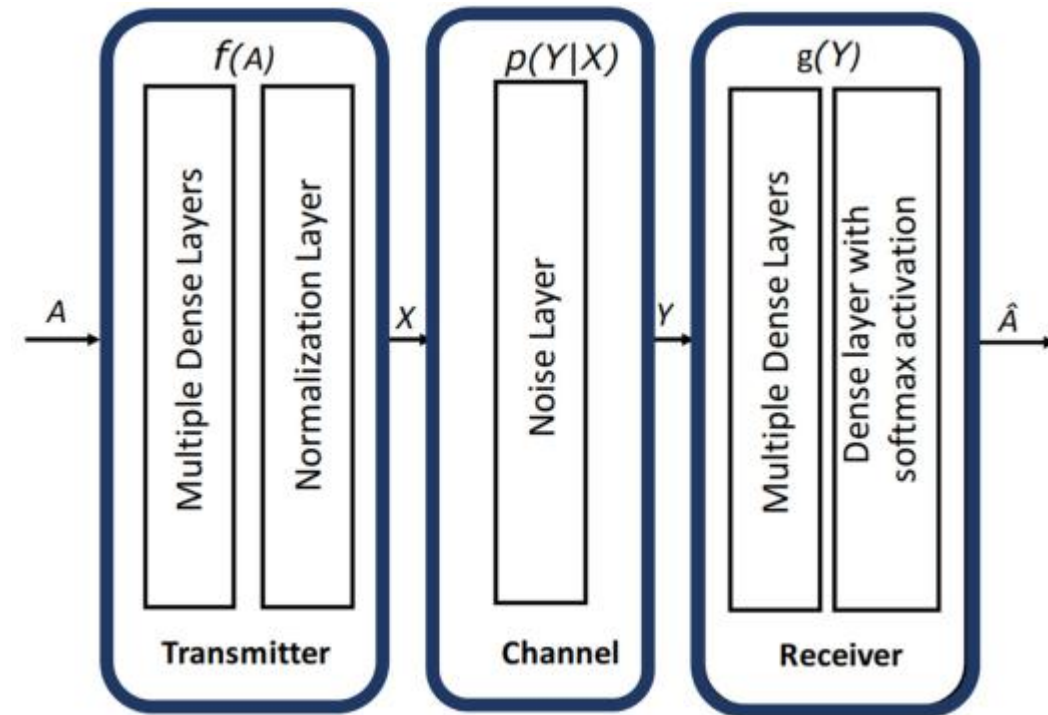 f(A)
p(Y|X)
g(Y)
A
Multiple Dense Layers
Normalization Layer
X
Noise Layer
Y
Multiple Dense Layers
Dense layer with
softmax activation
Â
Transmitter
Channel
Receiver